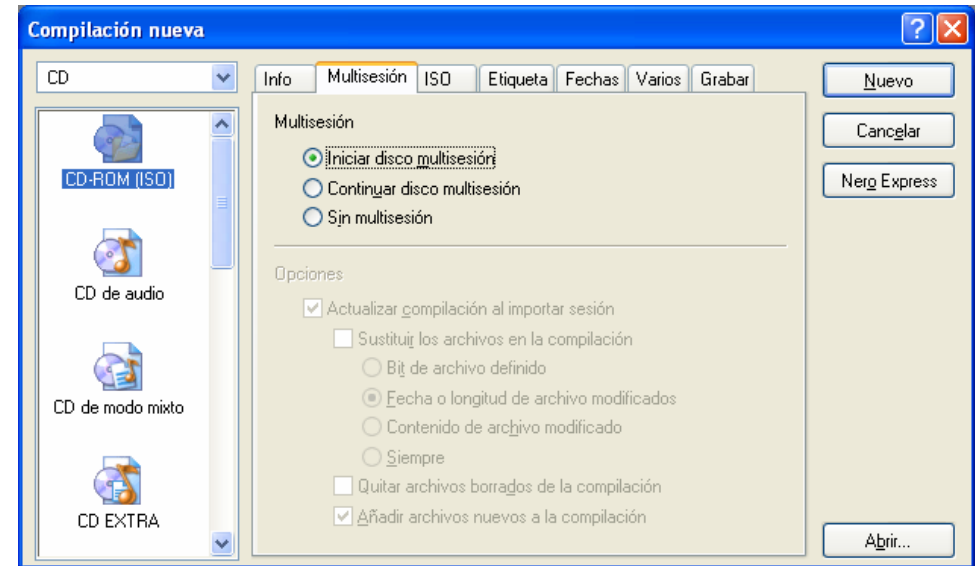 Compilación nueva
CD
CD-ROM (ISO)
CD de audio
CD de modo mixto
CD EXTRA
Info Multisesión ISO Etiqueta Fechas Varios Grabar
Multisesión
Iniciar disco multisesión
Continuar disco multisesión
Sin multisesión
Opciones
Actualizar compilación al importar sesión
Sustituir los archivos en la compilación
Bit de archivo definido
Fecha o longitud de archivo modificados
Contenido de archivo modificado
Siempre
Quitar archivos borrados de la compilación
Añadir archivos nuevos a la compilación
Nuevo
Cancelar
Nero Express
Abrir...